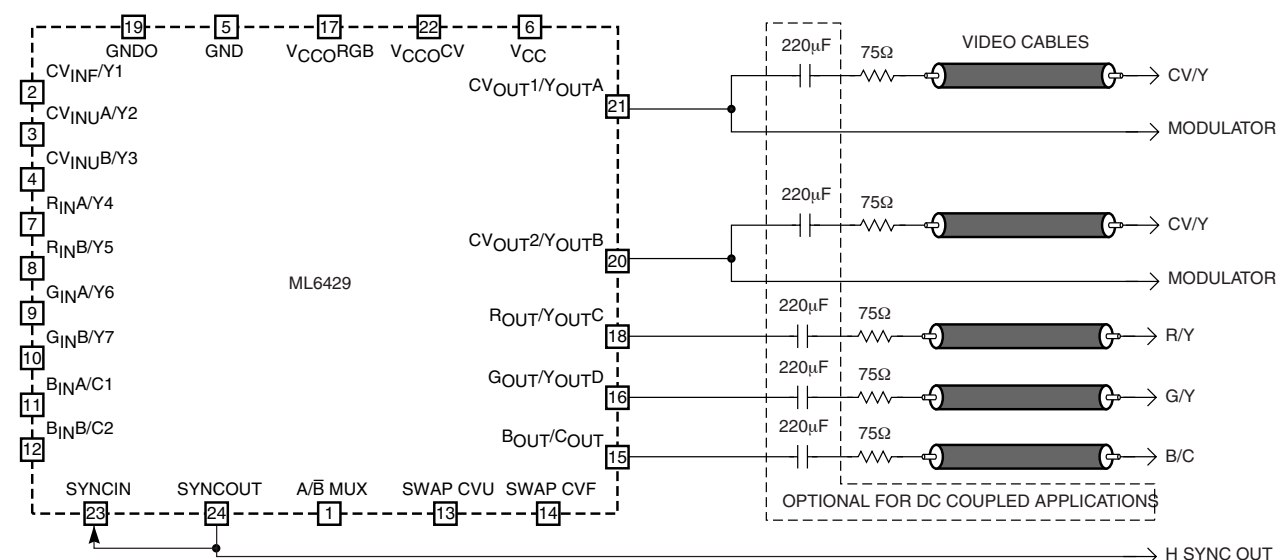 19 5 17 22 6
GNDO GND VCCORGB VCCOCV VCC
CVINF/Y1
2
CVINUA/Y2
3
CVINUB/Y3
4
RINA/Y4
7
RINB/Y5
8
GINA/Y6
9
GINB/Y7
10
BINA/C1
11
BINB/C2
12
ML6429
CVOUT1/YOUTA
21
CVOUT2/YOUTB
20
ROUT/YOUTC
18
GOUT/YOUTD
16
BOUT/COUT
15
SYNCIN SYNCOUT A/B̅ MUX SWAP CVU SWAP CVF
23 24 1 13 14
220µF 75Ω VIDEO CABLES
CV/Y
MODULATOR
220µF 75Ω
CV/Y
MODULATOR
220µF 75Ω
R/Y
220µF 75Ω
G/Y
220µF 75Ω
B/C
OPTIONAL FOR DC COUPLED APPLICATIONS
H SYNC OUT